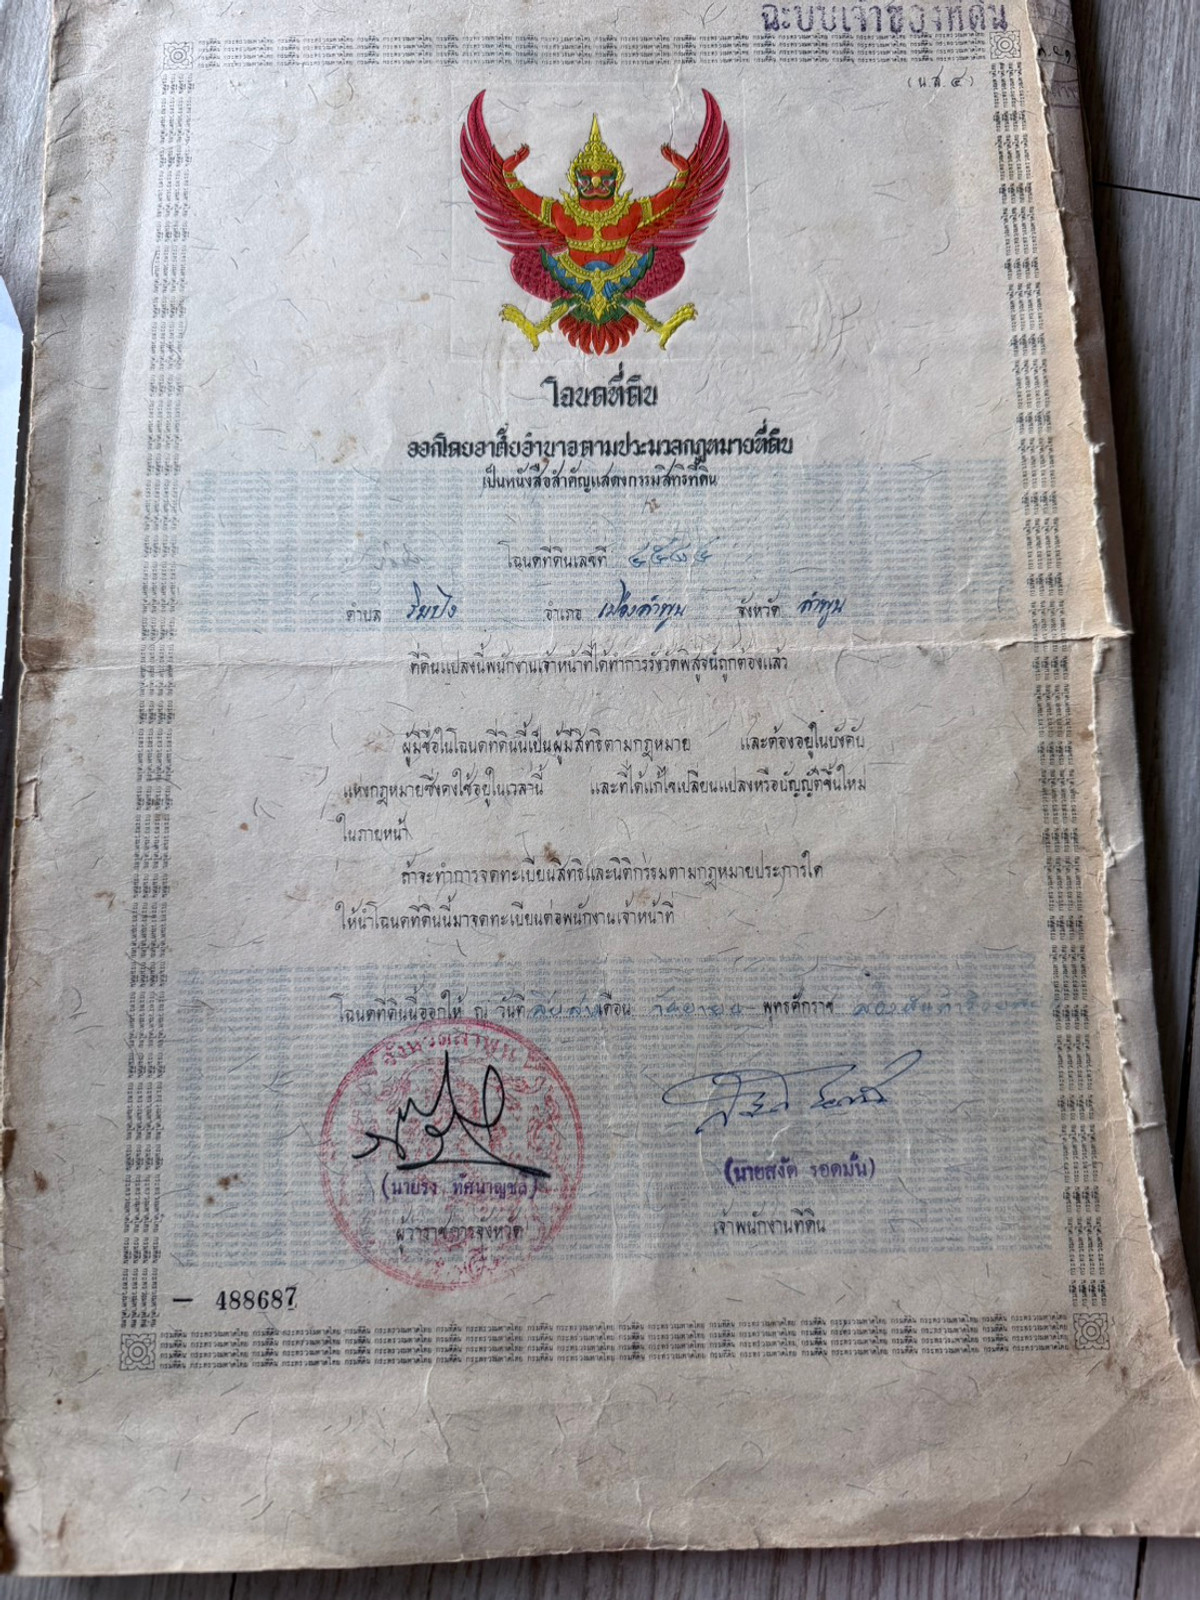 ฉะบับเจ้าของที่ดิน
(น.ส. ๔)
โฉนดที่ดิน
ออกโดยอาศัยอำนาจตามประมวลกฎหมายที่ดิน
เป็นหนังสือสำคัญแสดงกรรมสิทธิที่ดิน
โฉนดที่ดินเลขที่
ตำบล ริมปิง อำเภอ เมืองลำพูน จังหวัด ลำพูน
ที่ดินแปลงนี้พนักงานเจ้าหน้าที่ได้ทำการรังวัดพิสูจน์ถูกต้องแล้ว
ผู้มีชื่อในโฉนดที่ดินนี้เป็นผู้มีสิทธิตามกฎหมาย และต้องอยู่ในบังคับ
แห่งกฎหมายซึ่งคงใช้อยู่ในเวลานี้ และที่ได้แก้ไขเปลี่ยนแปลงหรือบัญญัติขึ้นใหม่
ในภายหน้า
ถ้าจะทำการจดทะเบียนสิทธิและนิติกรรมตามกฎหมายประการใด
ให้นำโฉนดที่ดินนี้มาจดทะเบียนต่อพนักงานเจ้าหน้าที่
โฉนดที่ดินนี้ออกให้ ณ วันที่ เดือน กันยายน พุทธศักราช
จังหวัดลำพูน
(นายสงัด รอดมั่น)
ผู้ว่าราชการจังหวัด เจ้าพนักงานที่ดิน
— 488687